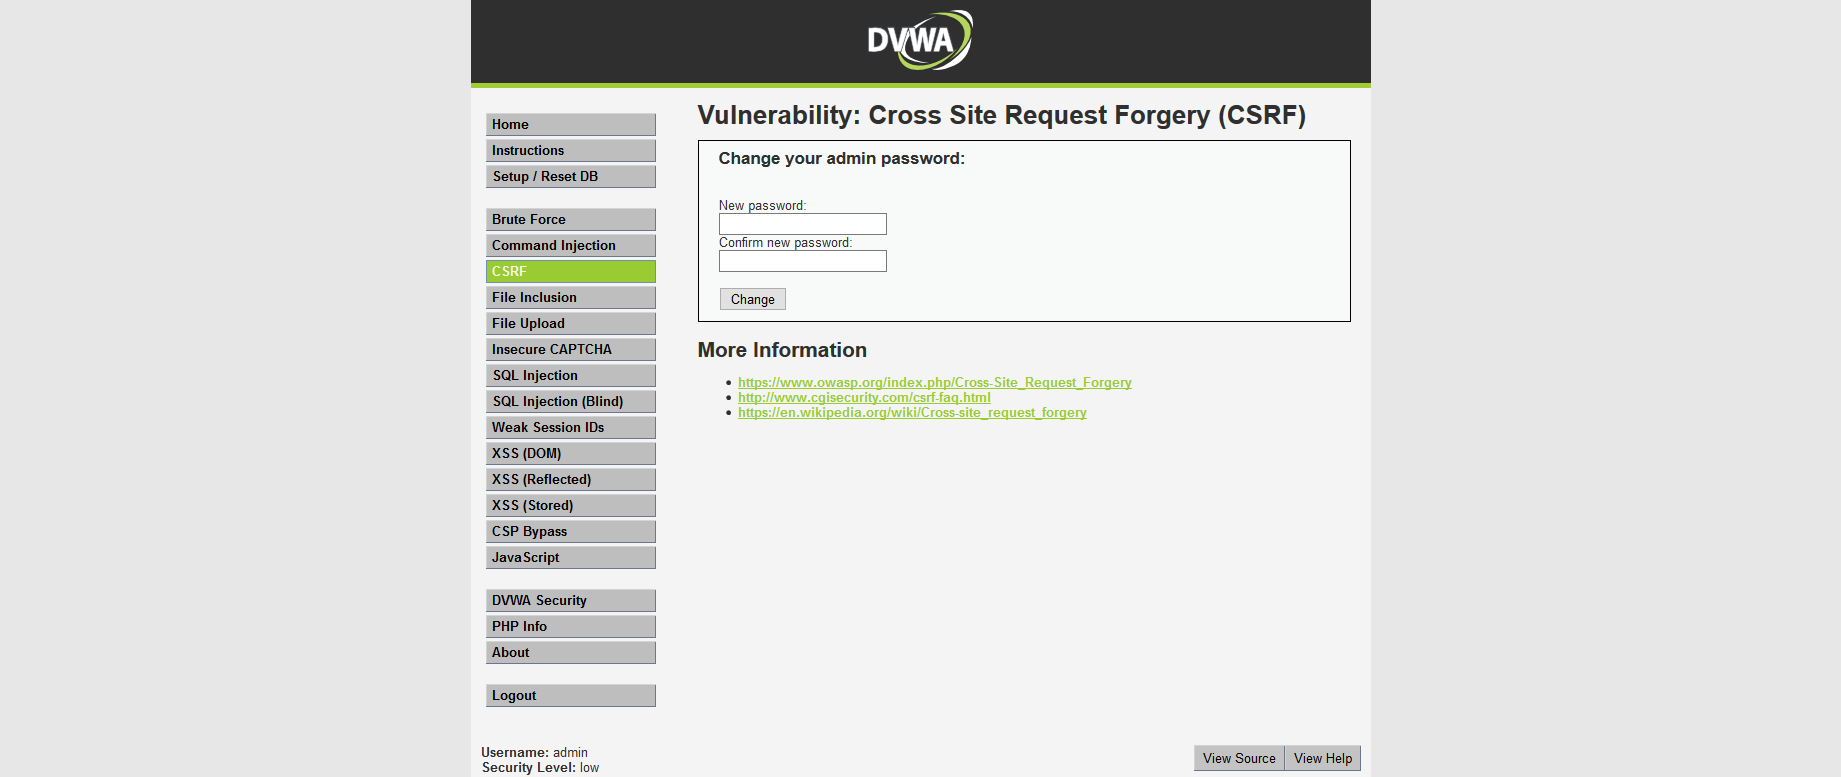 DVWA
Vulnerability: Cross Site Request Forgery (CSRF)
Home
Instructions
Setup / Reset DB
Brute Force
Command Injection
CSRF
File Inclusion
File Upload
Insecure CAPTCHA
SQL Injection
SQL Injection (Blind)
Weak Session IDs
XSS (DOM)
XSS (Reflected)
XSS (Stored)
CSP Bypass
JavaScript
DVWA Security
PHP Info
About
Logout
Change your admin password:
New password:
Confirm new password:
Change
More Information
https://www.owasp.org/index.php/Cross-Site_Request_Forgery
http://www.cgisecurity.com/csrf-faq.html
https://en.wikipedia.org/wiki/Cross-site_request_forgery
Username: admin
Security Level: low
View Source
View Help